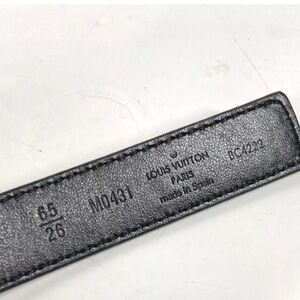 65
26
M0431
LOUIS VUITTON
PARIS
made in Spain
BC4222